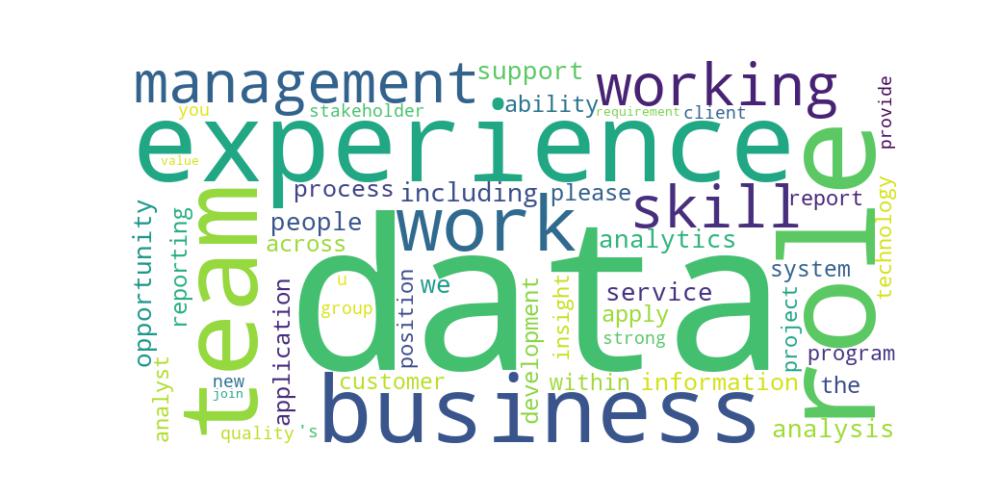 management
support
working
you
stakeholder
•
ability
requirement
client
provide
experience
value
role
team
process
including
please
skill
report
opportunity
reporting
people
work
across
analytics
technology
data
system
u
group
position
we
service
insight
apply
strong
development
project
application
program
analyst
new
join
customer
within
information
the
business
quality
's
analysis